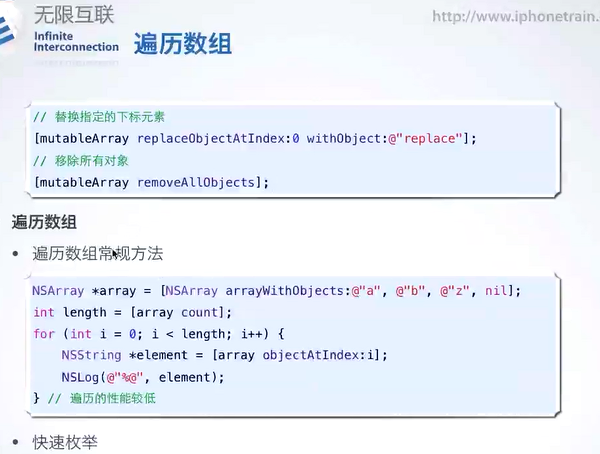 无限互联
Infinite
Interconnection
http://www.iphonetrain.
遍历数组
// 替换指定的下标元素
[mutableArray replaceObjectAtIndex:0 withObject:@"replace"];
// 移除所有对象
[mutableArray removeAllObjects];
遍历数组
• 遍历数组常规方法
NSArray *array = [NSArray arrayWithObjects:@"a", @"b", @"z", nil];
int length = [array count];
for (int i = 0; i < length; i++) {
    NSString *element = [array objectAtIndex:i];
    NSLog(@"%@", element);
} // 遍历的性能较低
• 快速枚举